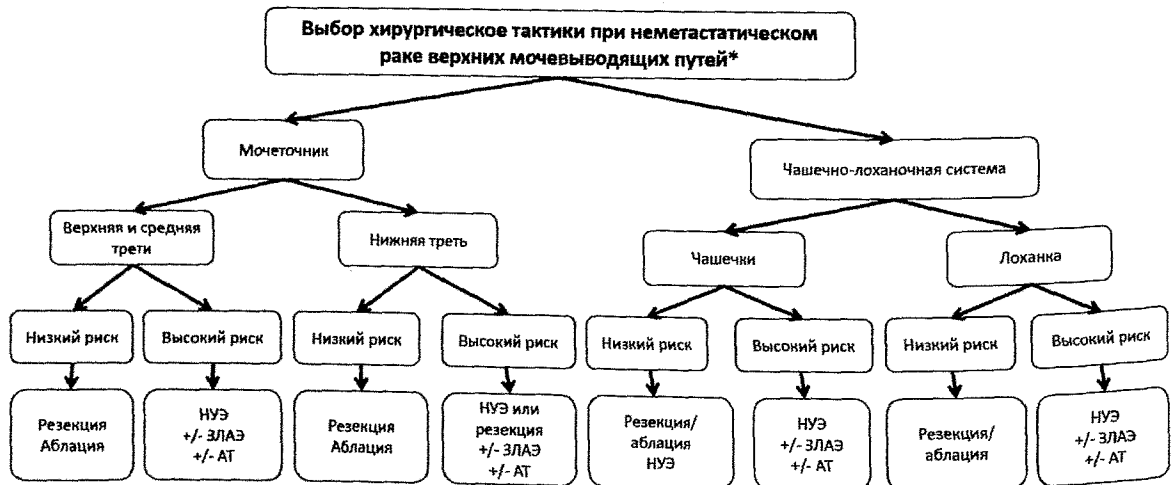 Выбор хирургическое тактики при неметастатическом
раке верхних мочевыводящих путей*
Мочеточник
Чашечно-лоханочная система
Верхняя и средняя
трети
Нижняя треть
Чашечки
Лоханка
Низкий риск
Высокий риск
Низкий риск
Высокий риск
Низкий риск
Высокий риск
Низкий риск
Высокий риск
Резекция
Аблация
НУЭ
+/- ЗЛАЭ
+/- АТ
Резекция
Аблация
НУЭ или
резекция
+/- ЗЛАЭ
+/- АТ
Резекция/
аблация
НУЭ
НУЭ
+/- ЗЛАЭ
+/- АТ
Резекция/
аблация
НУЭ
+/- ЗЛАЭ
+/- АТ